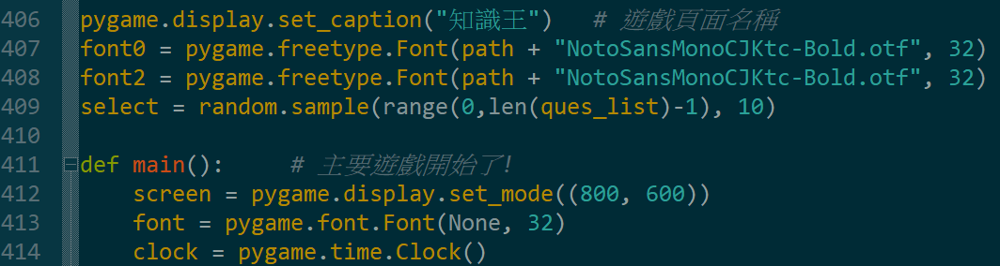 406 pygame.display.set_caption("知識王")   # 遊戲頁面名稱
407 font0 = pygame.freetype.Font(path + "NotoSansMonoCJKtc-Bold.otf", 32)
408 font2 = pygame.freetype.Font(path + "NotoSansMonoCJKtc-Bold.otf", 32)
409 select = random.sample(range(0,len(ques_list)-1), 10)
410
411 def main():     # 主要遊戲開始了!
412     screen = pygame.display.set_mode((800, 600))
413     font = pygame.font.Font(None, 32)
414     clock = pygame.time.Clock()